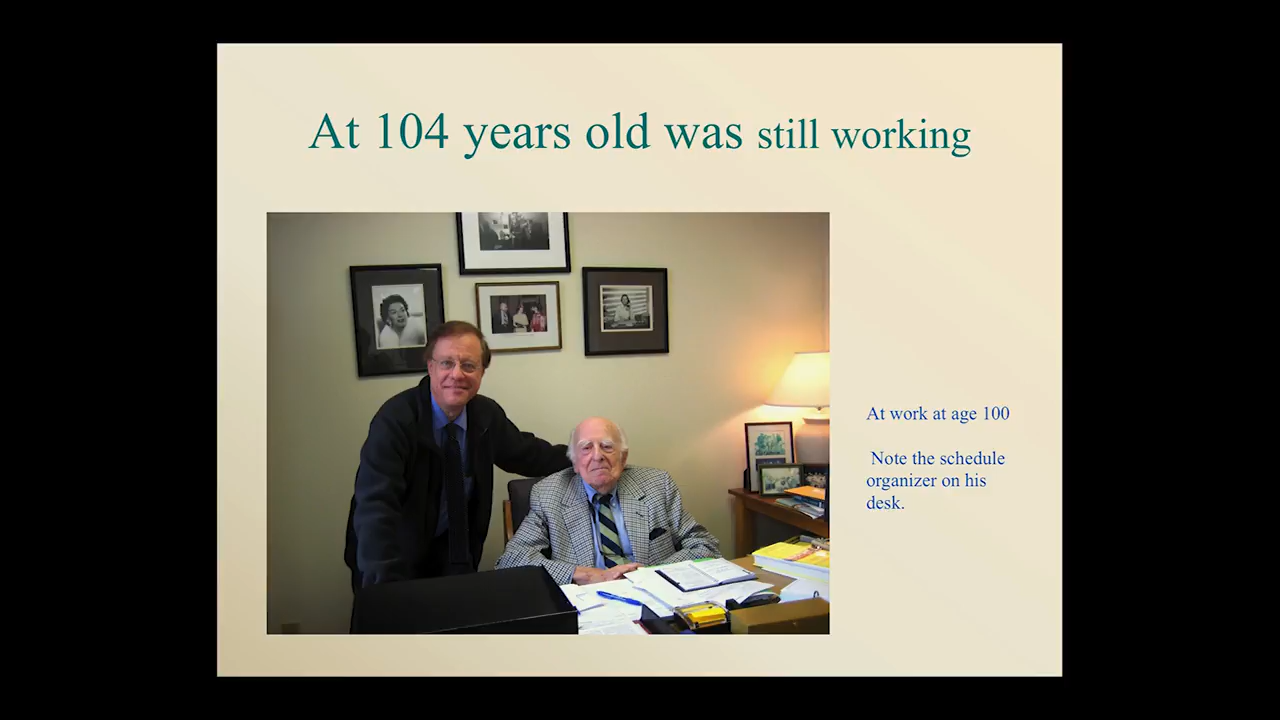 At 104 years old was still working
At work at age 100
Note the schedule
organizer on his
desk.